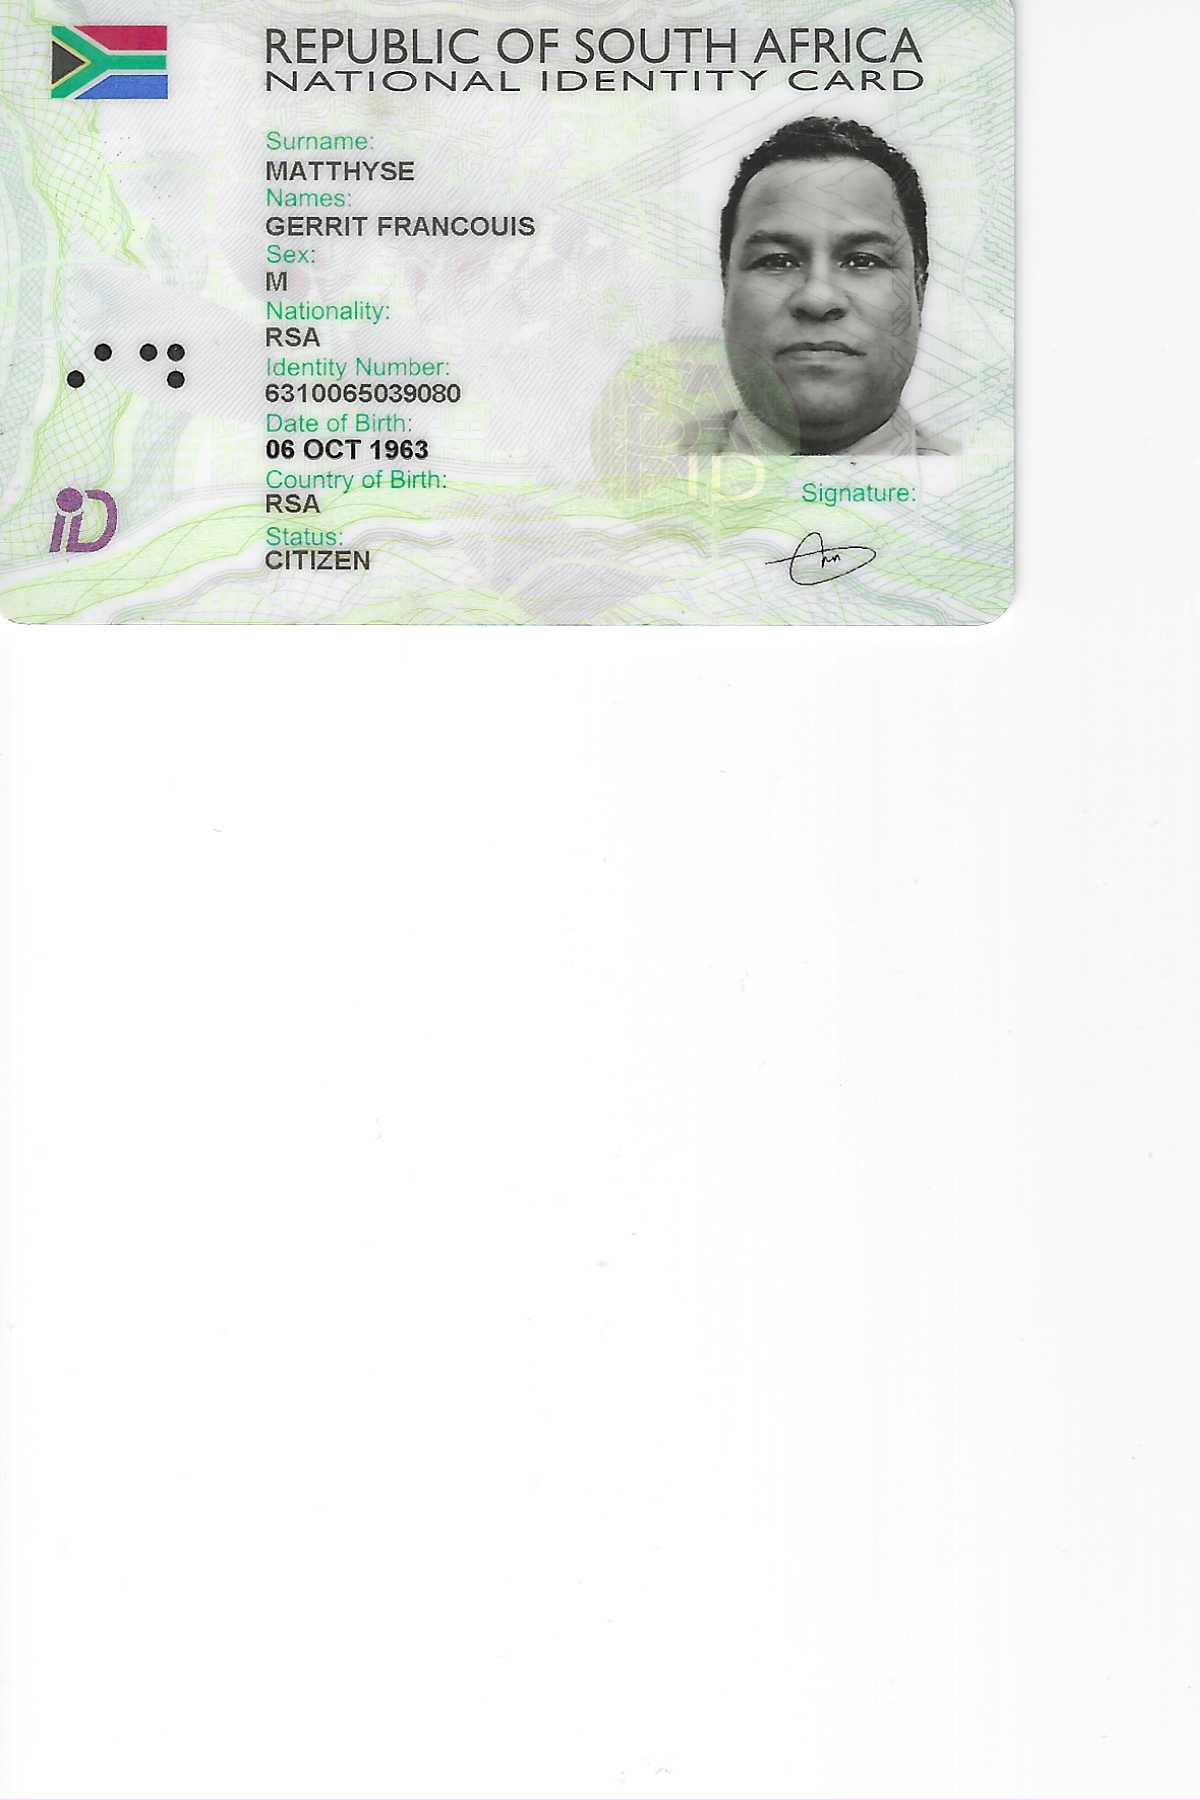 REPUBLIC OF SOUTH AFRICA
NATIONAL IDENTITY CARD
Surname:
MATTHYSE
Names:
GERRIT FRANCOUIS
Sex:
M
Nationality:
RSA
Identity Number:
6310065039080
Date of Birth:
06 OCT 1963
Country of Birth:
RSA
Status:
CITIZEN
Signature:
iD
ID